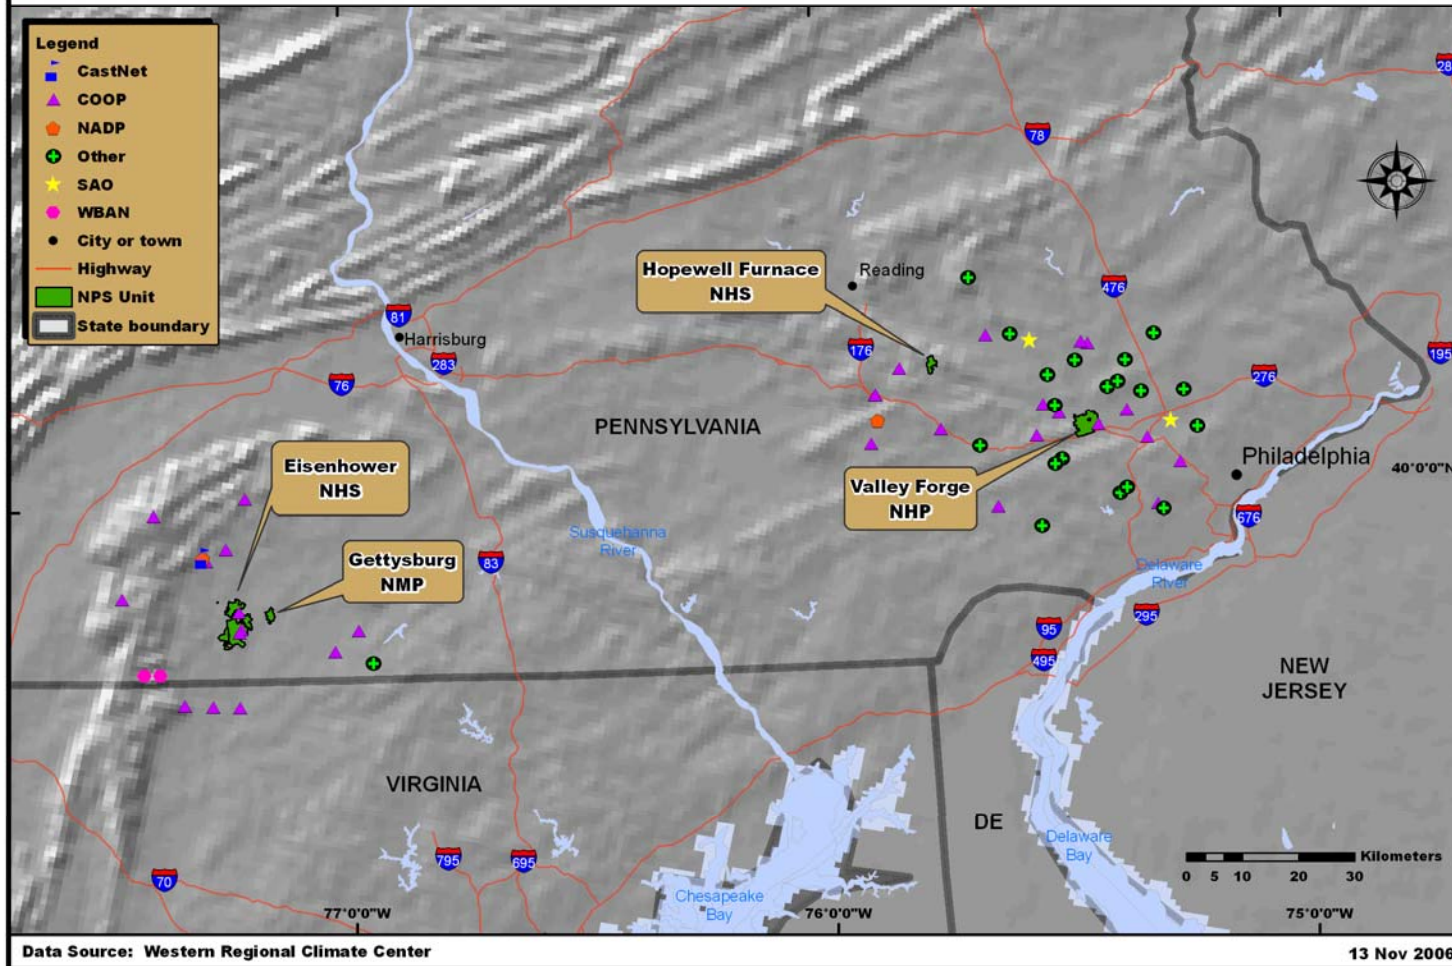 Legend
CastNet
COOP
NADP
Other
SAO
WBAN
City or town
Highway
NPS Unit
State boundary
28
78
Hopewell Furnace
NHS
Reading
476
81
Harrisburg
283
176
195
76
276
PENNSYLVANIA
Eisenhower
NHS
Philadelphia
40°0'0"N
Valley Forge
NHP
676
Susquehanna
River
Gettysburg
NMP
83
Delaware
River
295
95
495
NEW
JERSEY
VIRGINIA
DE
Delaware
Bay
795
695
70
Chesapeake
Bay
Kilometers
0 5 10 20 30
77°0'0"W
76°0'0"W
75°0'0"W
Data Source: Western Regional Climate Center
13 Nov 2006